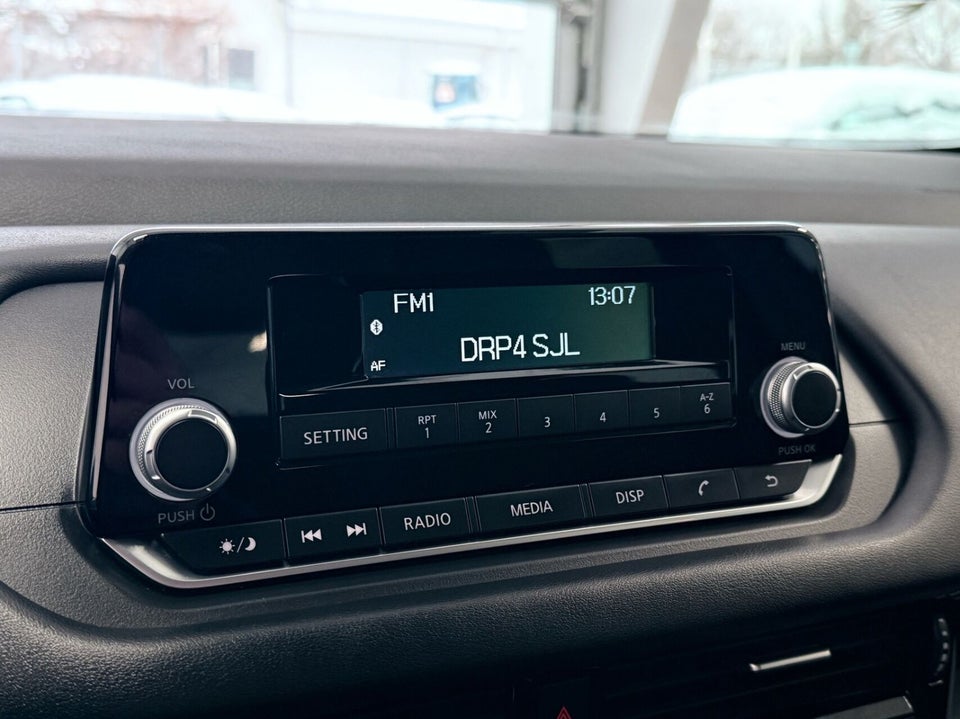 FM1 13:07
DRP4 SJL
AF
VOL
PUSH
MENU
PUSH OK
SETTING
RPT
1
MIX
2
3
4
5
A-Z
6
RADIO
MEDIA
DISP